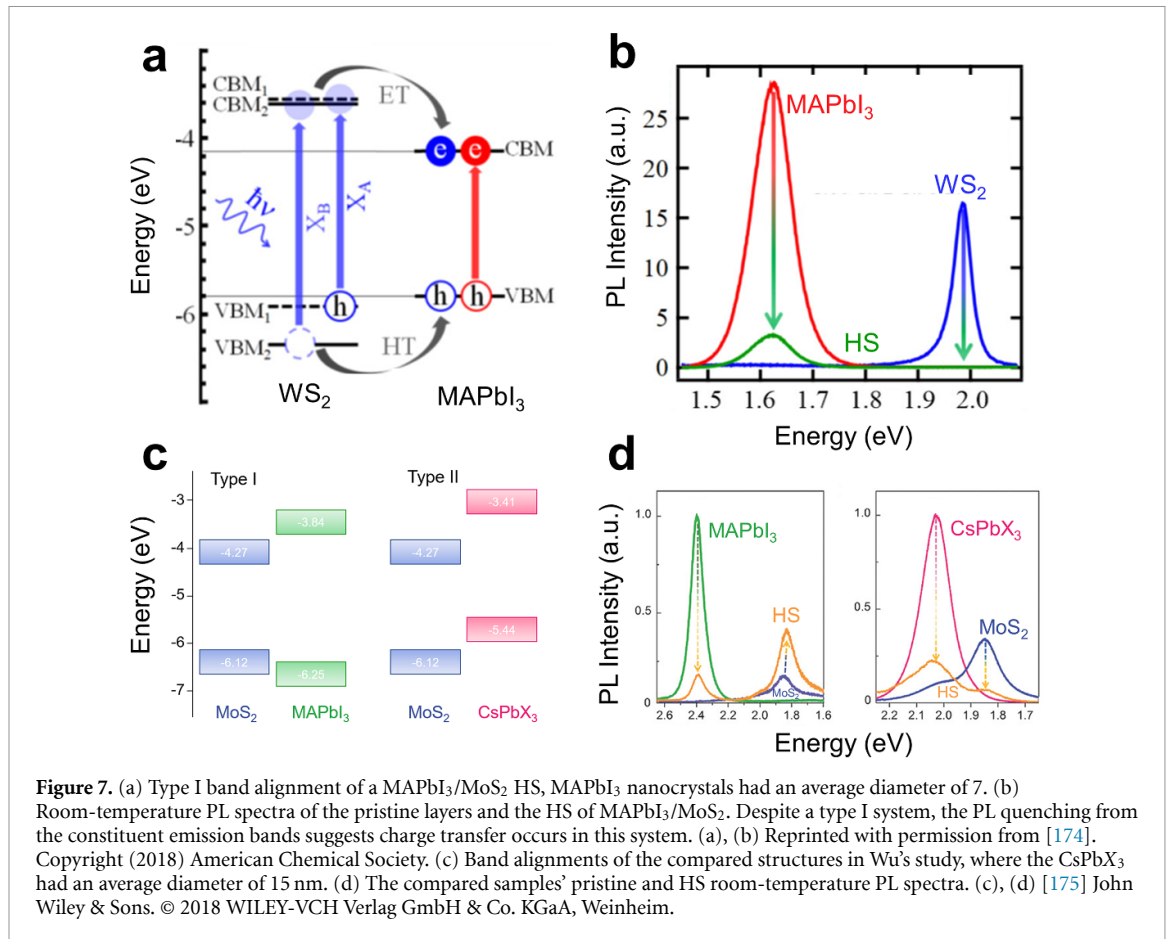 a
CBM₁
CBM₂
ET
-4
e
e
CBM
Energy (eV)
hν
X_B
X_A
-5
VBM₁
h
h
h
VBM
-6
VBM₂
HT
WS₂
MAPbI₃
b
25
20
15
10
5
0
PL Intensity (a.u.)
MAPbI₃
WS₂
HS
1.5 1.6 1.7 1.8 1.9 2.0
Energy (eV)
c
Type I
Type II
-3
-4
-5
-6
-7
Energy (eV)
-3.41
-3.84
-4.27
-4.27
-5.44
-6.12
-6.25
-6.12
MoS₂
MAPbI₃
MoS₂
CsPbX₃
d
PL Intensity (a.u.)
1.0
0.5
0
MAPbI₃
HS
MoS₂
2.6 2.4 2.2 2.0 1.8 1.6
1.0
0.5
0.0
CsPbX₃
MoS₂
HS
2.2 2.1 2.0 1.9 1.8 1.7
Energy (eV)
Figure 7. (a) Type I band alignment of a MAPbI₃/MoS₂ HS, MAPbI₃ nanocrystals had an average diameter of 7. (b)
Room-temperature PL spectra of the pristine layers and the HS of MAPbI₃/MoS₂. Despite a type I system, the PL quenching from
the constituent emission bands suggests charge transfer occurs in this system. (a), (b) Reprinted with permission from [174].
Copyright (2018) American Chemical Society. (c) Band alignments of the compared structures in Wu's study, where the CsPbX₃
had an average diameter of 15 nm. (d) The compared samples' pristine and HS room-temperature PL spectra. (c), (d) [175] John
Wiley & Sons. © 2018 WILEY-VCH Verlag GmbH & Co. KGaA, Weinheim.